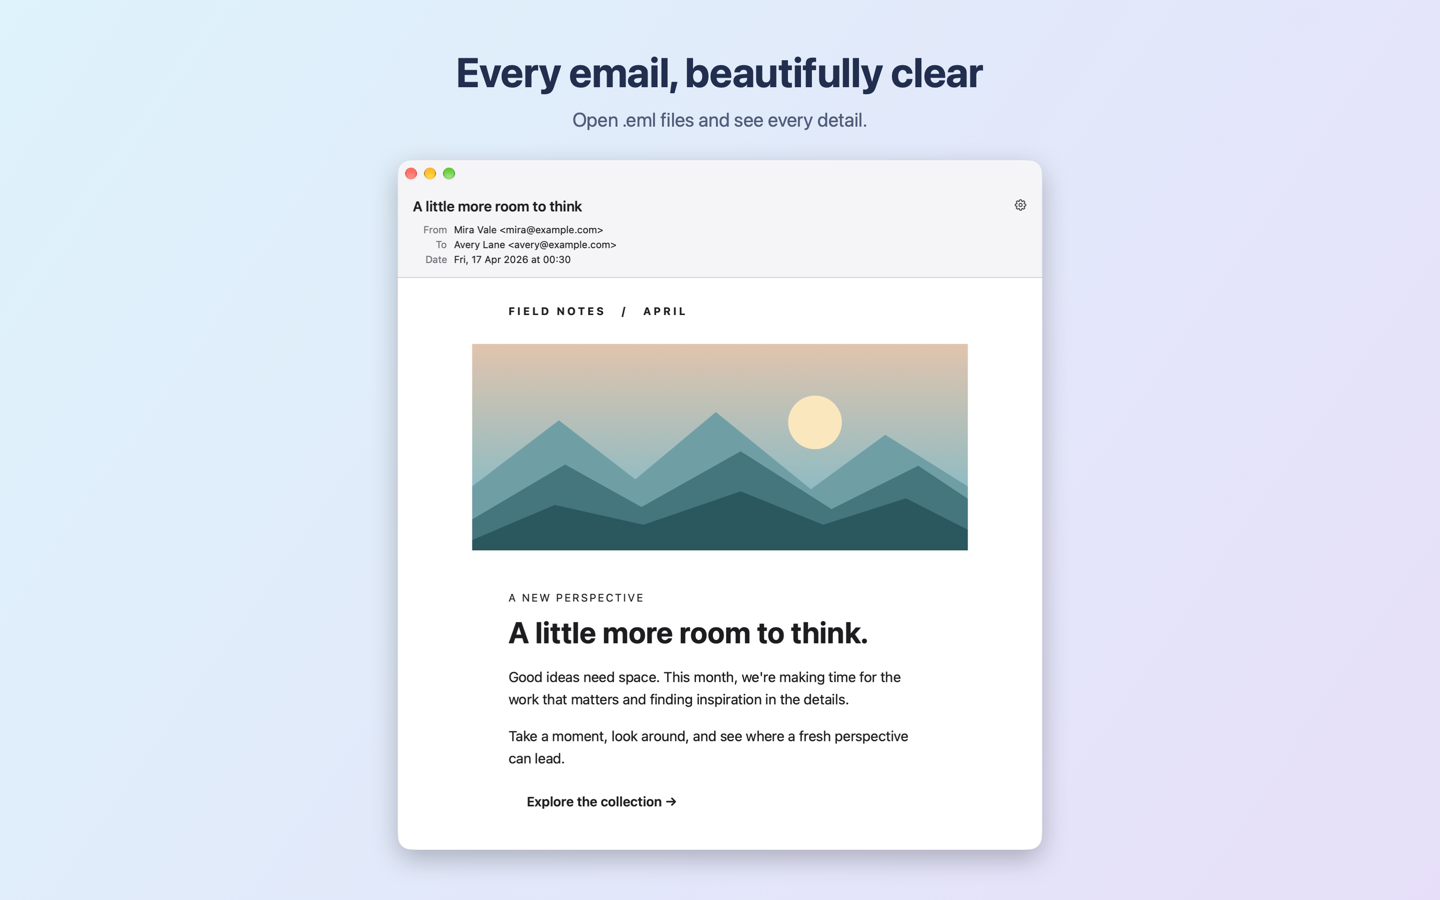 Every email, beautifully clear
Open .eml files and see every detail.
A little more room to think
From Mira Vale <mira@example.com>
To Avery Lane <avery@example.com>
Date Fri, 17 Apr 2026 at 00:30
FIELD NOTES / APRIL
A NEW PERSPECTIVE
A little more room to think.
Good ideas need space. This month, we're making time for the
work that matters and finding inspiration in the details.
Take a moment, look around, and see where a fresh perspective
can lead.
Explore the collection →